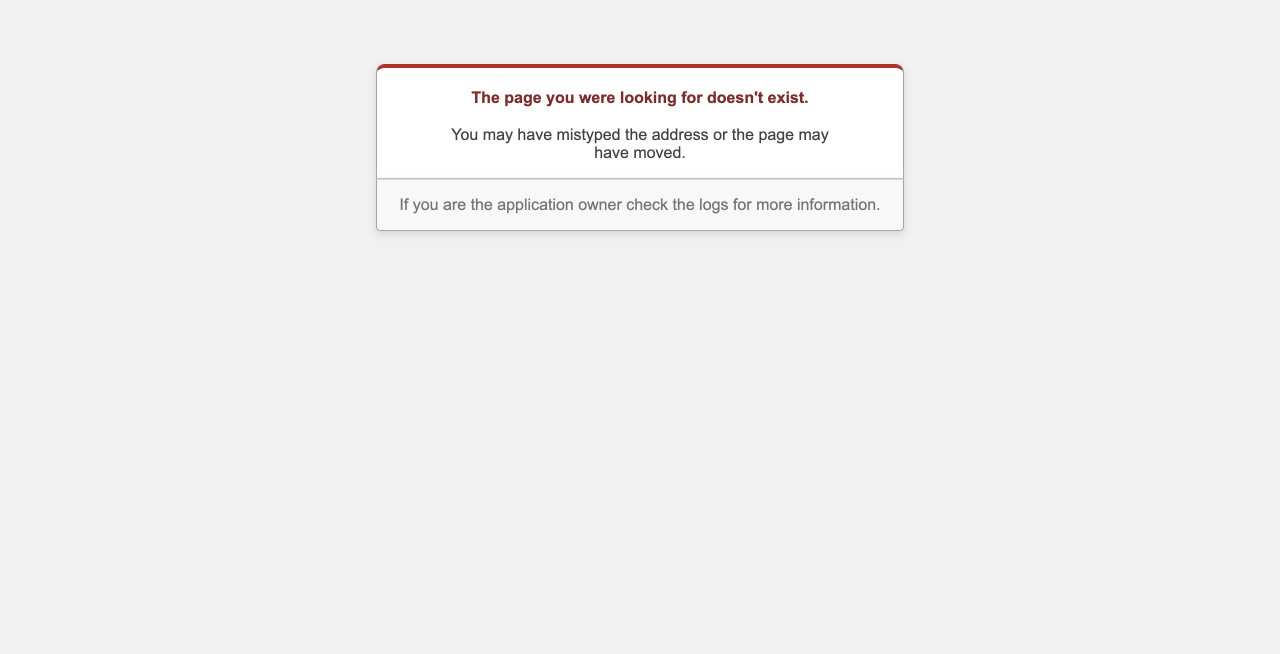 The page you were looking for doesn't exist.
You may have mistyped the address or the page may
have moved.
If you are the application owner check the logs for more information.